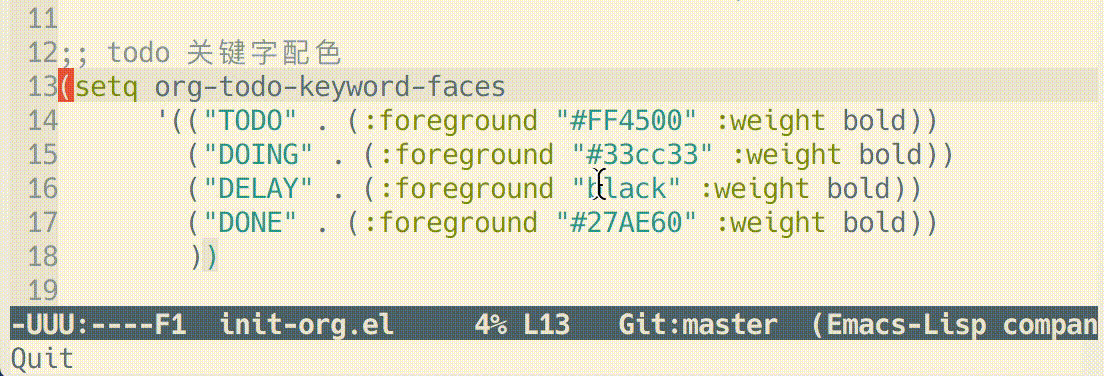 11
12;; todo 关键字配色
13(setq org-todo-keyword-faces
14      '(("TODO" . (:foreground "#FF4500" :weight bold))
15        ("DOING" . (:foreground "#33cc33" :weight bold))
16        ("DELAY" . (:foreground "black" :weight bold))
17        ("DONE" . (:foreground "#27AE60" :weight bold))
18        ))
19
-UUU:----F1  init-org.el     4% L13   Git:master  (Emacs-Lisp compan
Quit